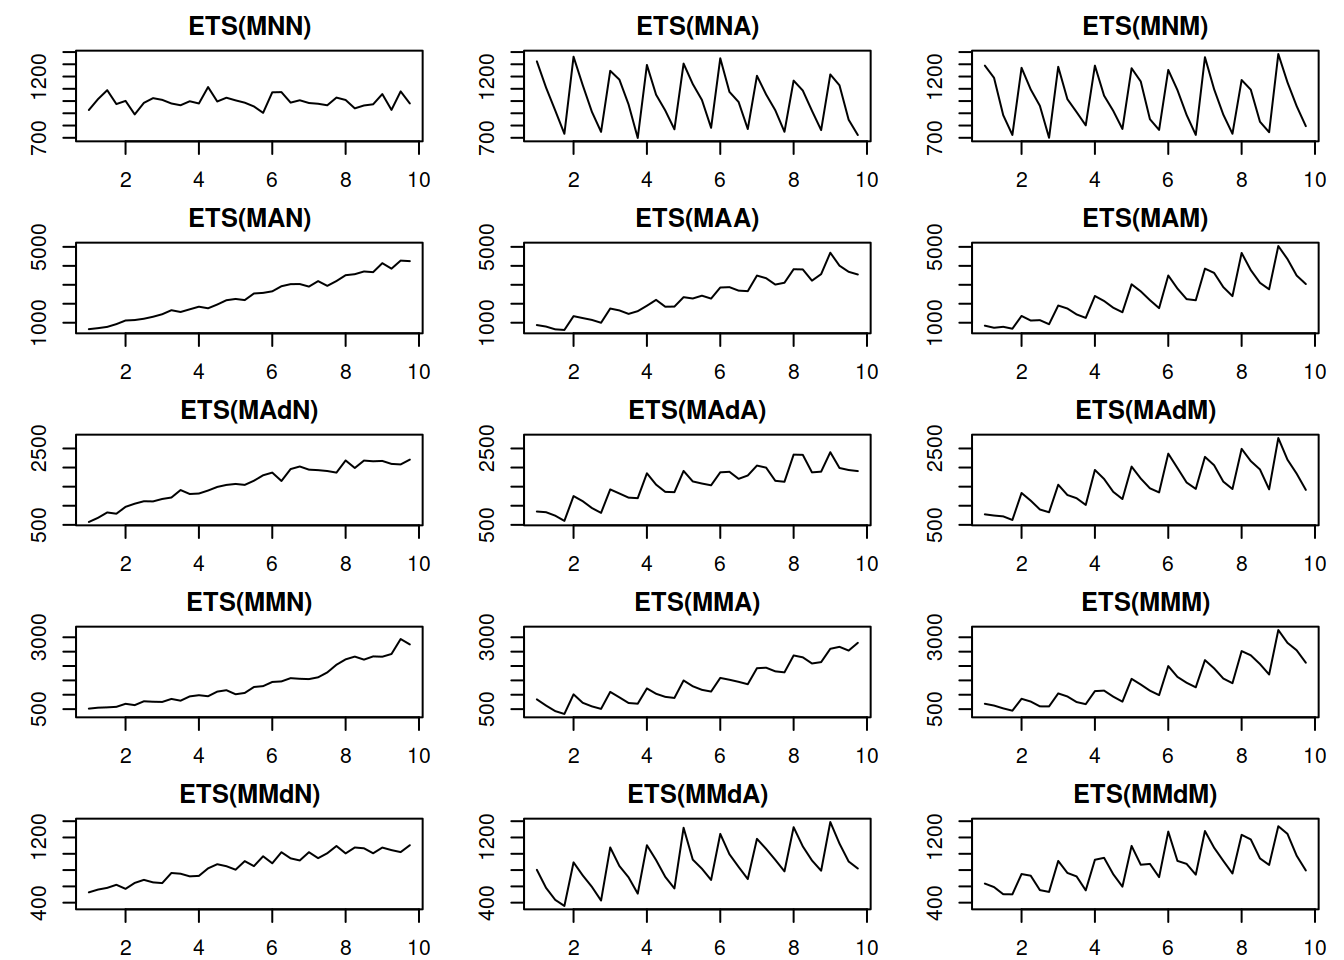 ETS(MNN) ETS(MNA) ETS(MNM)
1200 1200 1200
700 700 700
2 4 6 8 10 2 4 6 8 10 2 4 6 8 10
ETS(MAN) ETS(MAA) ETS(MAM)
5000 5000 5000
1000 1000 1000
2 4 6 8 10 2 4 6 8 10 2 4 6 8 10
ETS(MAdN) ETS(MAdA) ETS(MAdM)
2500 2500 2500
500 500 500
2 4 6 8 10 2 4 6 8 10 2 4 6 8 10
ETS(MMN) ETS(MMA) ETS(MMM)
3000 3000 3000
500 500 500
2 4 6 8 10 2 4 6 8 10 2 4 6 8 10
ETS(MMdN) ETS(MMdA) ETS(MMdM)
1200 1200 1200
400 400 400
2 4 6 8 10 2 4 6 8 10 2 4 6 8 10